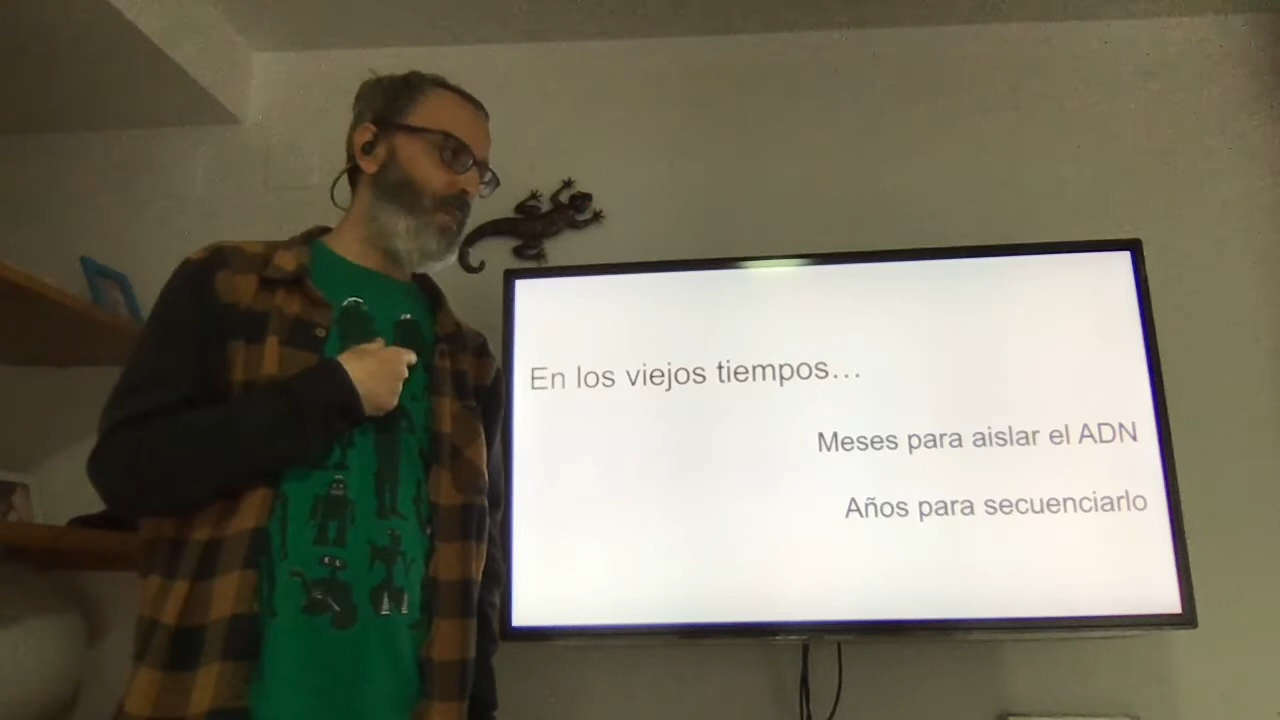 En los viejos tiempos…
Meses para aislar el ADN
Años para secuenciarlo